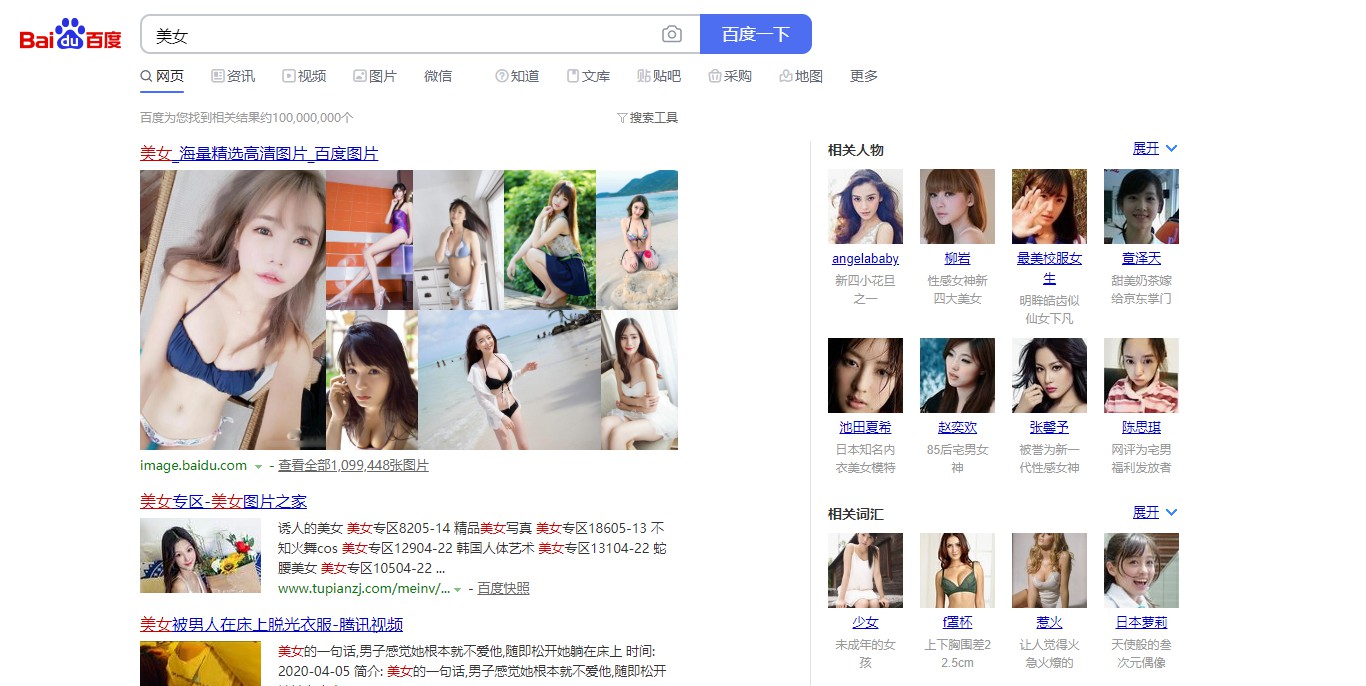 Bai du 百度
美女
百度一下
网页 资讯 视频 图片 微信 知道 文库 贴吧 采购 地图 更多
百度为您找到相关结果约100,000,000个
搜索工具
美女_海量精选高清图片_百度图片
image.baidu.com - 查看全部1,099,448张图片
美女专区-美女图片之家
诱人的美女 美女专区8205-14 精品美女写真 美女专区18605-13 不
知火舞cos 美女专区12904-22 韩国人体艺术 美女专区13104-22 蛇
腰美女 美女专区10504-22 ...
www.tupianzj.com/meinv/... - 百度快照
美女被男人在床上脱光衣服-腾讯视频
美女的一句话,男子感觉她根本就不爱他,随即松开她躺在床上 时间:
2020-04-05 简介: 美女的一句话,男子感觉她根本就不爱他,随即松开
相关人物
展开
angelababy 柳岩 最美校服女 章泽天
生
新四小花旦 性感女神新 甜美奶茶嫁
之一 四大美女 给京东掌门
明眸皓齿似
仙女下凡
池田夏希 赵奕欢 张馨予 陈思琪
日本知名内 85后宅男女 被誉为新一 网评为宅男
衣美女模特 神 代性感女神 福利发放者
相关词汇
展开
少女 f罩杯 惹火 日本萝莉
未成年的女 上下胸围差2 让人觉得火 天使般的叁
孩 2.5cm 急火燎的 次元偶像